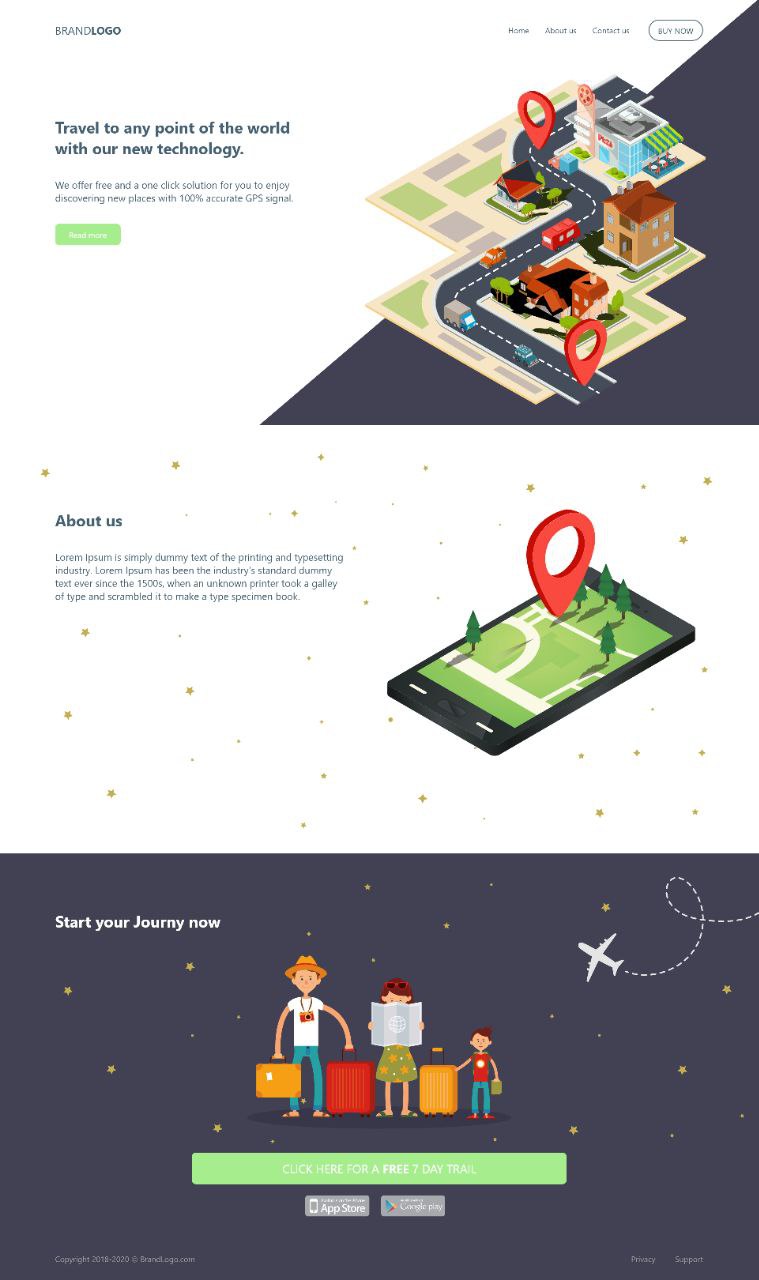 BRANDLOGO
Home
About us
Contact us
BUY NOW
Travel to any point of the world
with our new technology.
We offer free and a one click solution for you to enjoy
discovering new places with 100% accurate GPS signal.
Read more
About us
Lorem Ipsum is simply dummy text of the printing and typesetting
industry. Lorem Ipsum has been the industry's standard dummy
text ever since the 1500s, when an unknown printer took a galley
of type and scrambled it to make a type specimen book.
Start your Journy now
CLICK HERE FOR A FREE 7 DAY TRAIL
App Store
Google play
Copyright 2018-2020 © BrandLogo.com
Privacy
Support